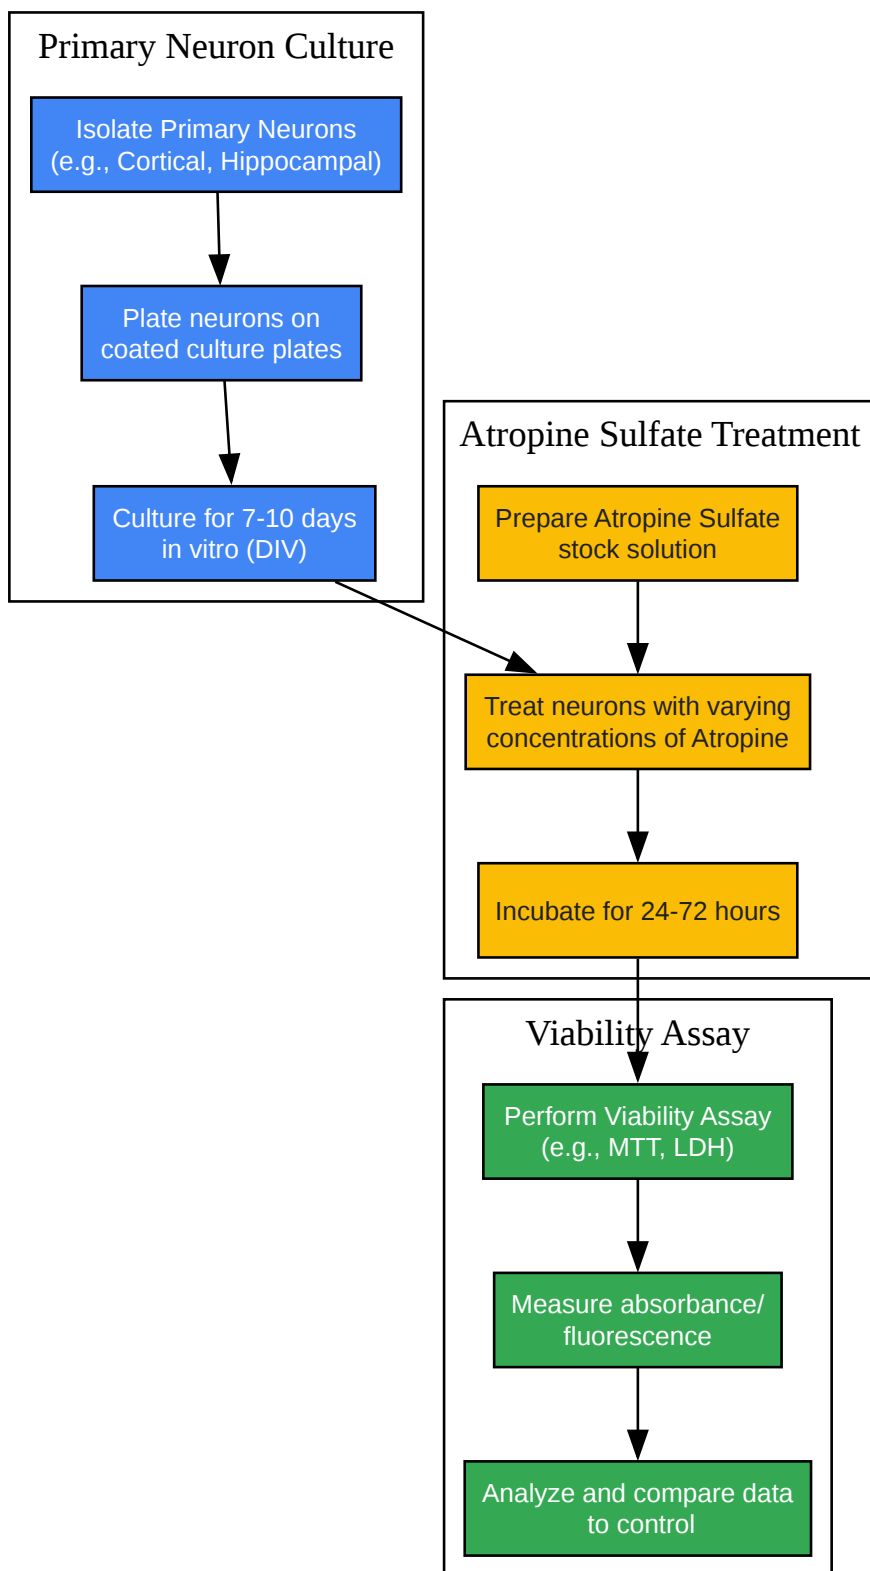 Primary Neuron Culture
Isolate Primary Neurons
(e.g., Cortical, Hippocampal)
Plate neurons on
coated culture plates
Culture for 7-10 days
in vitro (DIV)
Atropine Sulfate Treatment
Prepare Atropine Sulfate
stock solution
Treat neurons with varying
concentrations of Atropine
Incubate for 24-72 hours
Viability Assay
Perform Viability Assay
(e.g., MTT, LDH)
Measure absorbance/
fluorescence
Analyze and compare data
to control